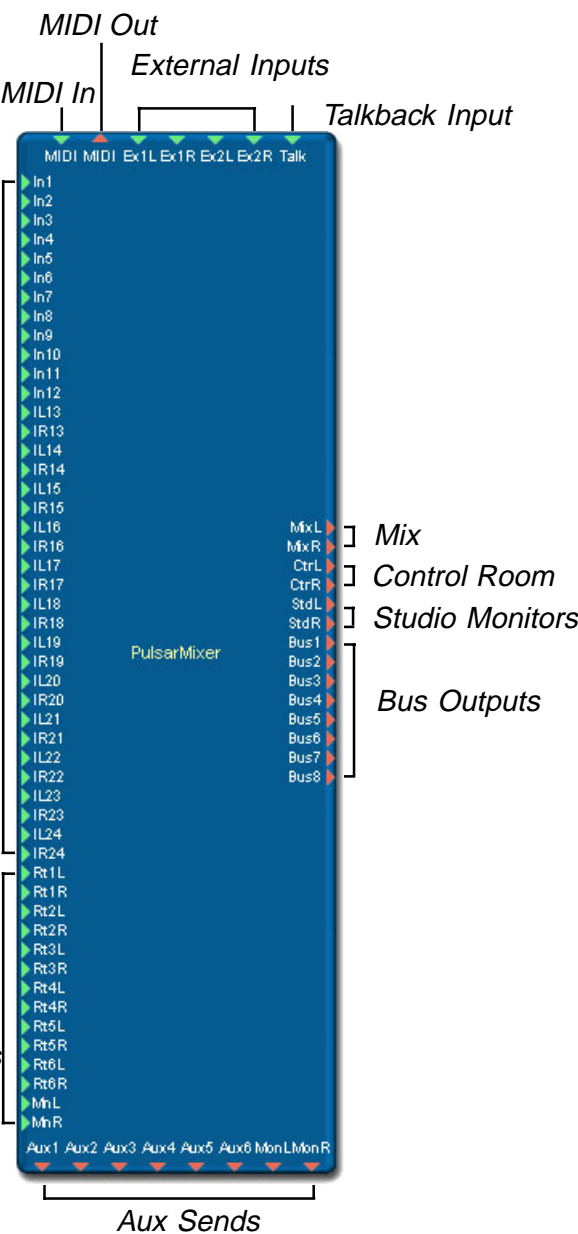 MIDI Out
External Inputs
MIDI In
Talkback Input
MIDI MIDI Ex1L Ex1R Ex2L Ex2R Talk
In1
In2
In3
In4
In5
In6
In7
In8
In9
In10
In11
In12
IL13
IR13
IL14
IR14
IL15
IR15
IL16
IR16
IL17
IR17
IL18
IR18
IL19
IR19
IL20
IR20
IL21
IR21
IL22
IR22
IL23
IR23
IL24
IR24
Rt1L
Rt1R
Rt2L
Rt2R
Rt3L
Rt3R
Rt4L
Rt4R
Rt5L
Rt5R
Rt6L
Rt6R
MnL
MnR
PulsarMixer
MixL
MixR
CtrL
CtrR
StdL
StdR
Bus1
Bus2
Bus3
Bus4
Bus5
Bus6
Bus7
Bus8
Mix
Control Room
Studio Monitors
Bus Outputs
Aux1 Aux2 Aux3 Aux4 Aux5 Aux6 MonL MonR
Aux Sends